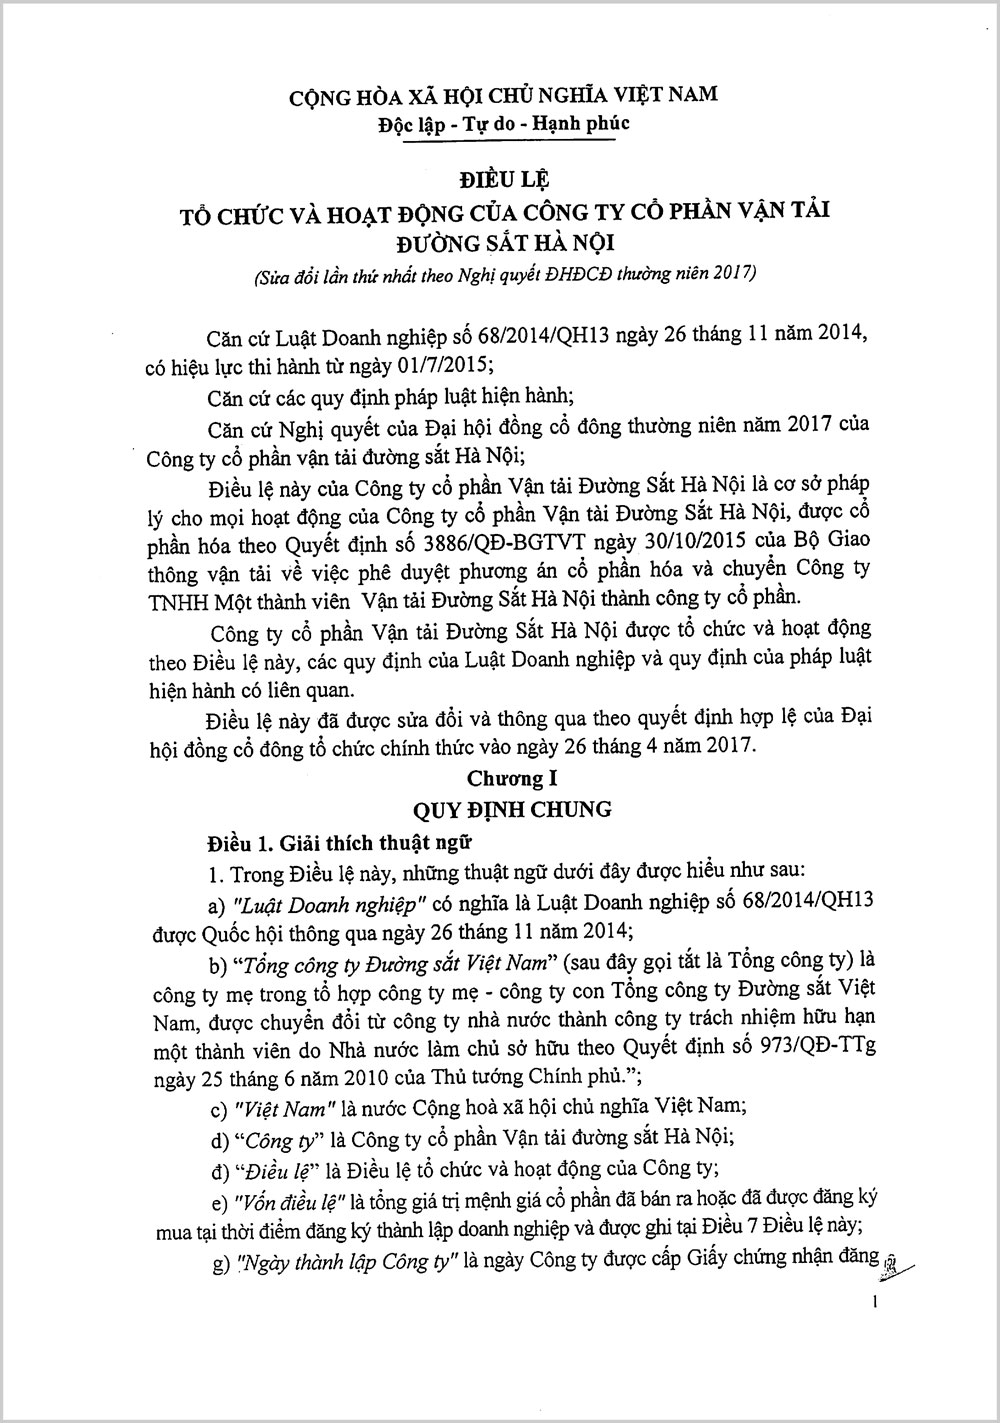 CỘNG HÒA XÃ HỘI CHỦ NGHĨA VIỆT NAM
Độc lập - Tự do - Hạnh phúc
ĐIỀU LỆ
TỔ CHỨC VÀ HOẠT ĐỘNG CỦA CÔNG TY CỔ PHẦN VẬN TẢI
ĐƯỜNG SẮT HÀ NỘI
(Sửa đổi lần thứ nhất theo Nghị quyết ĐHĐCĐ thường niên 2017)
Căn cứ Luật Doanh nghiệp số 68/2014/QH13 ngày 26 tháng 11 năm 2014,
có hiệu lực thi hành từ ngày 01/7/2015;
Căn cứ các quy định pháp luật hiện hành;
Căn cứ Nghị quyết của Đại hội đồng cổ đông thường niên năm 2017 của
Công ty cổ phần vận tải đường sắt Hà Nội;
Điều lệ này của Công ty cổ phần Vận tải Đường Sắt Hà Nội là cơ sở pháp
lý cho mọi hoạt động của Công ty cổ phần Vận tải Đường Sắt Hà Nội, được cổ
phần hóa theo Quyết định số 3886/QĐ-BGTVT ngày 30/10/2015 của Bộ Giao
thông vận tải về việc phê duyệt phương án cổ phần hóa và chuyển Công ty
TNHH Một thành viên Vận tải Đường Sắt Hà Nội thành công ty cổ phần.
Công ty cổ phần Vận tải Đường Sắt Hà Nội được tổ chức và hoạt động
theo Điều lệ này, các quy định của Luật Doanh nghiệp và quy định của pháp luật
hiện hành có liên quan.
Điều lệ này đã được sửa đổi và thông qua theo quyết định hợp lệ của Đại
hội đồng cổ đông tổ chức chính thức vào ngày 26 tháng 4 năm 2017.
Chương I
QUY ĐỊNH CHUNG
Điều 1. Giải thích thuật ngữ
1. Trong Điều lệ này, những thuật ngữ dưới đây được hiểu như sau:
a) "Luật Doanh nghiệp" có nghĩa là Luật Doanh nghiệp số 68/2014/QH13
được Quốc hội thông qua ngày 26 tháng 11 năm 2014;
b) “Tổng công ty Đường sắt Việt Nam” (sau đây gọi tắt là Tổng công ty) là
công ty mẹ trong tổ hợp công ty mẹ - công ty con Tổng công ty Đường sắt Việt
Nam, được chuyển đổi từ công ty nhà nước thành công ty trách nhiệm hữu hạn
một thành viên do Nhà nước làm chủ sở hữu theo Quyết định số 973/QĐ-TTg
ngày 25 tháng 6 năm 2010 của Thủ tướng Chính phủ.”;
c) "Việt Nam" là nước Cộng hoà xã hội chủ nghĩa Việt Nam;
d) “Công ty” là Công ty cổ phần Vận tải đường sắt Hà Nội;
đ) “Điều lệ” là Điều lệ tổ chức và hoạt động của Công ty;
e) "Vốn điều lệ" là tổng giá trị mệnh giá cổ phần đã bán ra hoặc đã được đăng ký
mua tại thời điểm đăng ký thành lập doanh nghiệp và được ghi tại Điều 7 Điều lệ này;
g) "Ngày thành lập Công ty" là ngày Công ty được cấp Giấy chứng nhận đăng
1